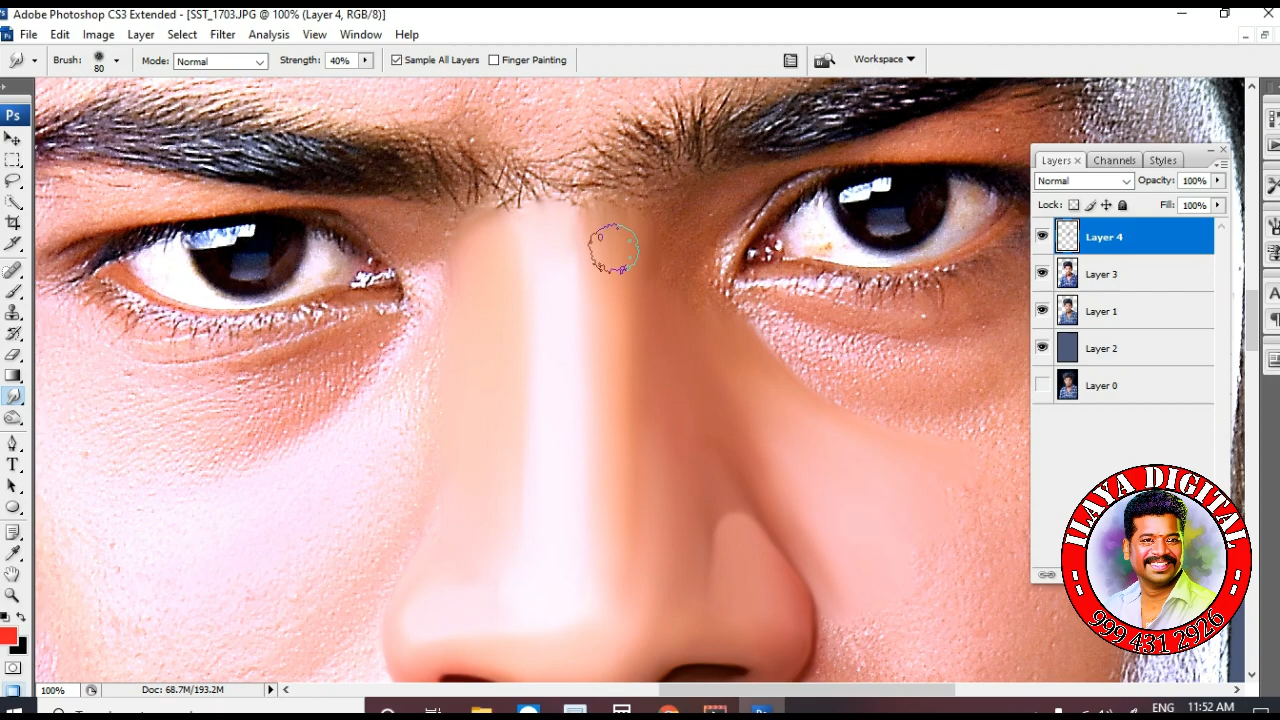 Adobe Photoshop CS3 Extended - [SST_1703.JPG @ 100% (Layer 4, RGB/8)]
File Edit Image Layer Select Filter Analysis View Window Help
Brush: 80 Mode: Normal Strength: 40% Sample All Layers Finger Painting Workspace
Ps
Layers x Channels Styles
Normal Opacity: 100%
Lock: Fill: 100%
Layer 4
Layer 3
Layer 1
Layer 2
Layer 0
ILAYA DIGITAL
999 431 2926
100% Doc: 68.7M/193.2M
ENG 11:52 AM